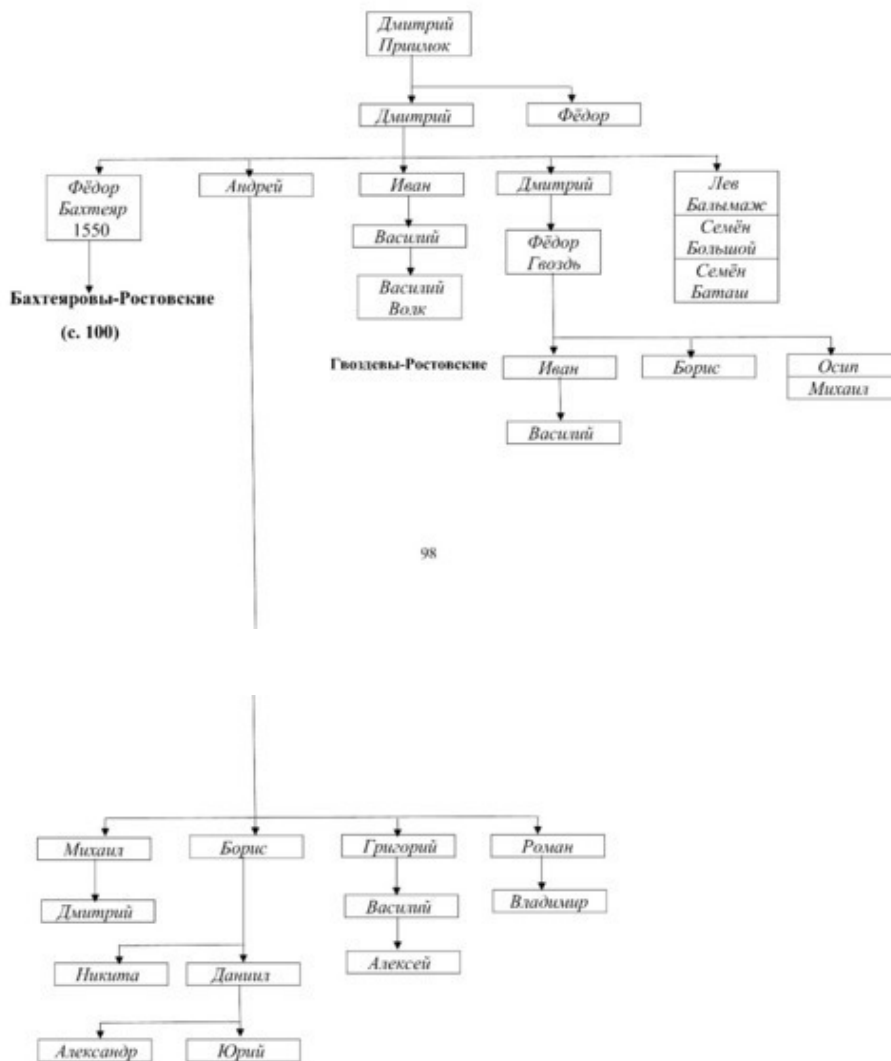 Дмитрий
Приимок
Дмитрий
Фёдор
Фёдор
Бахтеяр
1550
Андрей
Иван
Дмитрий
Лев
Балымаж
Семён
Большой
Семён
Баташ
Василий
Фёдор
Гвоздь
Василий
Волк
Бахтеяровы-Ростовские
(с. 100)
Гвоздевы-Ростовские
Иван
Борис
Осип
Михаил
Василий
98
Михаил
Борис
Григорий
Роман
Дмитрий
Василий
Владимир
Никита
Даниил
Алексей
Александр
Юрий